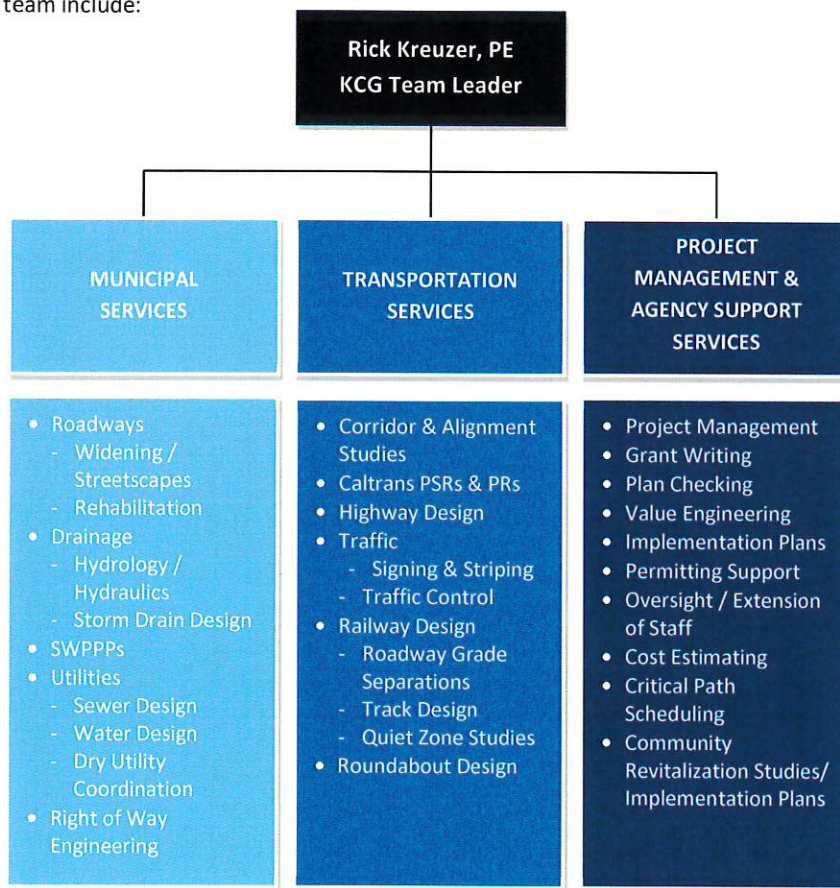 team include:
Rick Kreuzer, PE
KCG Team Leader
MUNICIPAL
SERVICES
• Roadways
- Widening /
Streetscapes
- Rehabilitation
• Drainage
- Hydrology /
Hydraulics
- Storm Drain Design
• SWPPPs
• Utilities
- Sewer Design
- Water Design
- Dry Utility
Coordination
• Right of Way
Engineering
TRANSPORTATION
SERVICES
• Corridor & Alignment
Studies
• Caltrans PSRs & PRs
• Highway Design
• Traffic
- Signing & Striping
- Traffic Control
• Railway Design
- Roadway Grade
Separations
- Track Design
- Quiet Zone Studies
• Roundabout Design
PROJECT
MANAGEMENT &
AGENCY SUPPORT
SERVICES
• Project Management
• Grant Writing
• Plan Checking
• Value Engineering
• Implementation Plans
• Permitting Support
• Oversight / Extension
of Staff
• Cost Estimating
• Critical Path
Scheduling
• Community
Revitalization Studies/
Implementation Plans